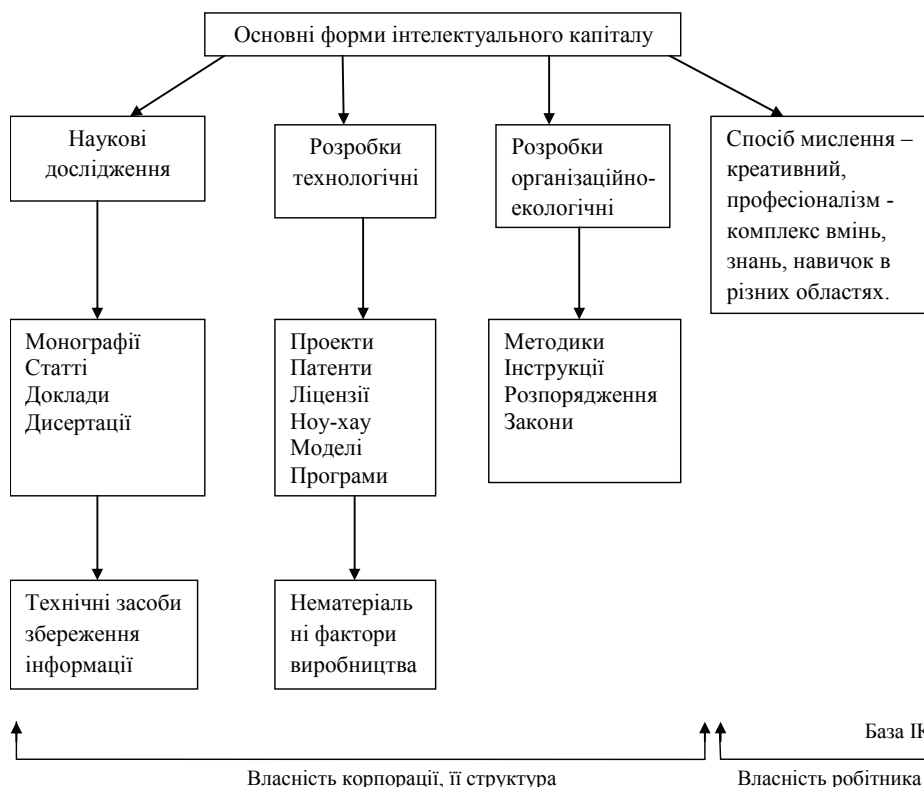 Основні форми інтелектуального капіталу
Наукові
дослідження
Розробки
технологічні
Розробки
організаційно-
екологічні
Спосіб мислення –
креативний,
професіоналізм -
комплекс вмінь,
знань, навичок в
різних областях.
Монографії
Статті
Доклади
Дисертації
Проекти
Патенти
Ліцензії
Ноу-хау
Моделі
Програми
Методики
Інструкції
Розпорядження
Закони
Технічні засоби
збереження
інформації
Нематеріаль
ні фактори
виробництва
База ІК
Власність корпорації, її структура
Власність робітника